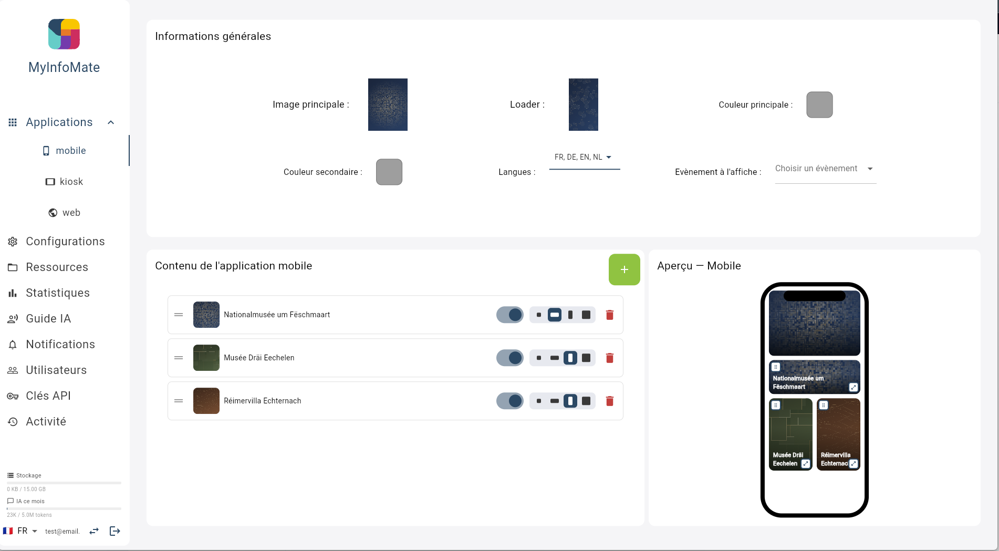 MyInfoMate
Applications
mobile
kiosk
web
Configurations
Ressources
Statistiques
Guide IA
Notifications
Utilisateurs
Clés API
Activité
Stockage
0 KB / 15.00 GB
IA ce mois
23K / 5.0M tokens
FR
test@email.
Informations générales
Image principale :
Loader :
Couleur principale :
Couleur secondaire :
Langues :
FR, DE, EN, NL
Evènement à l'affiche :
Choisir un évènement
Contenu de l'application mobile
+
Nationalmusée um Fëschmaart
Musée Dräi Eechelen
Réimervilla Echternach
Aperçu — Mobile
Nationalmusée um
Fëschmaart
Musée Dräi
Eechelen
Réimervilla
Echternac